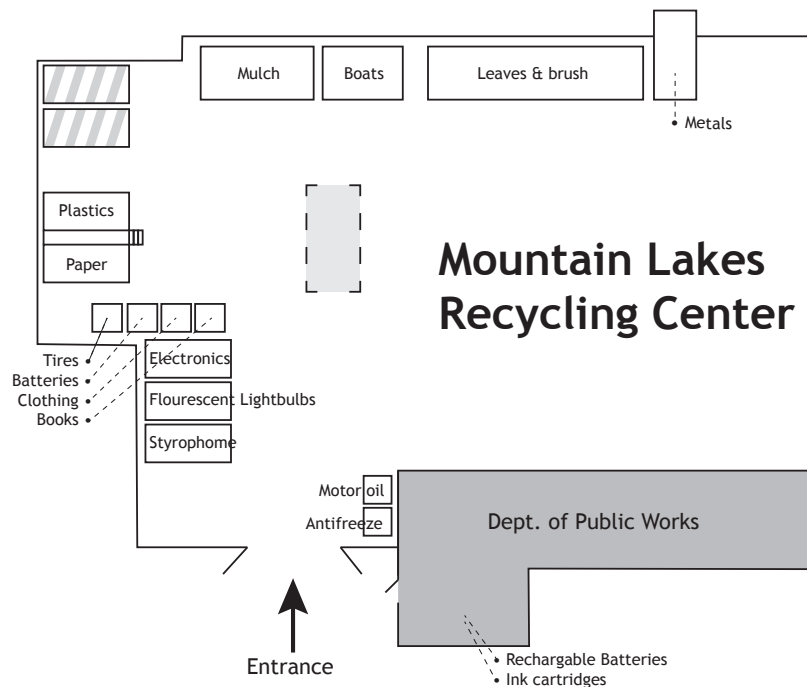 Mulch
Boats
Leaves & brush
Metals
Plastics
Paper
Mountain Lakes
Recycling Center
Tires
Batteries
Clothing
Books
Electronics
Flourescent Lightbulbs
Styrophome
Motor oil
Antifreeze
Dept. of Public Works
Entrance
Rechargable Batteries
Ink cartridges